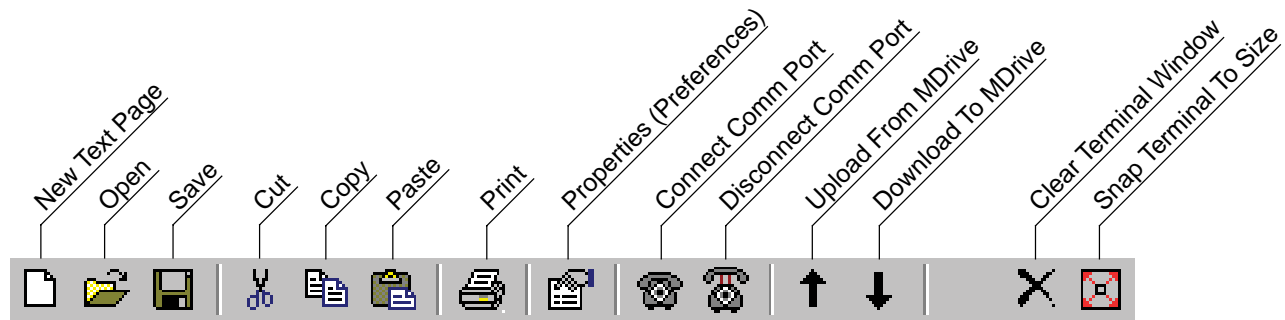 New Text Page
Open
Save
Cut
Copy
Paste
Print
Properties (Preferences)
Connect Comm Port
Disconnect Comm Port
Upload From MDrive
Download To MDrive
Clear Terminal Window
Snap Terminal To Size